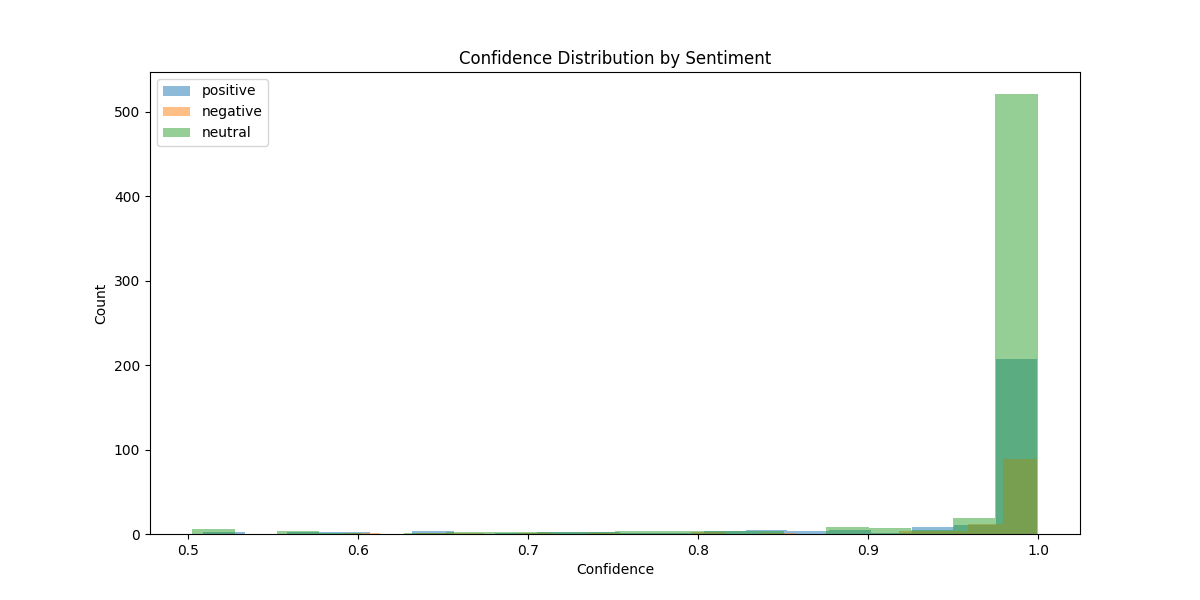 Confidence Distribution by Sentiment
positive
negative
neutral
500
400
300
200
100
0
Count
0.5 0.6 0.7 0.8 0.9 1.0
Confidence